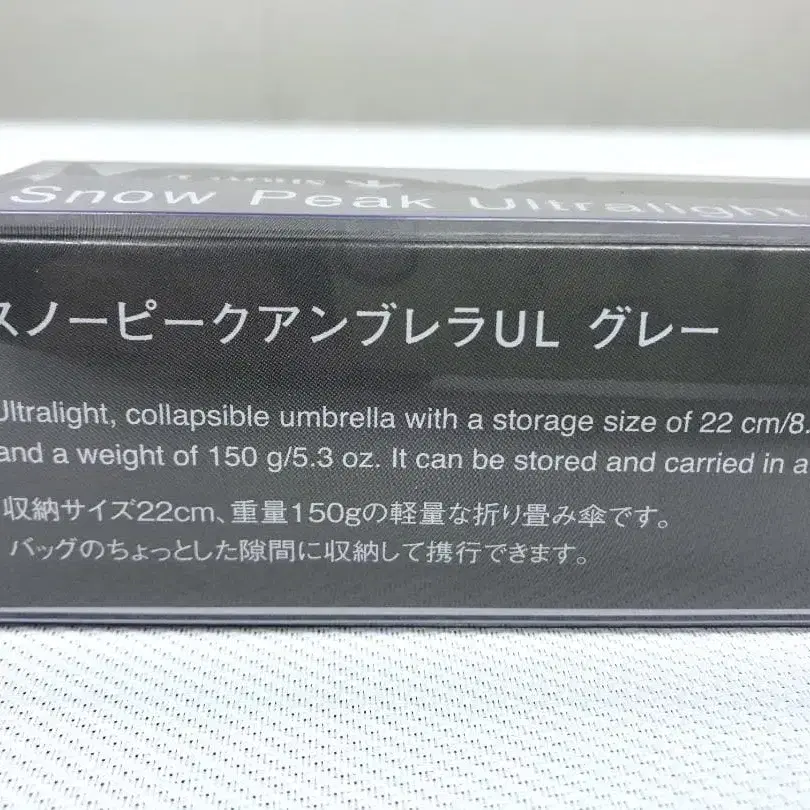 Snow Peak Ultralight
スノーピークアンブレラUL グレー
Ultralight, collapsible umbrella with a storage size of 22 cm/8.
and a weight of 150 g/5.3 oz. It can be stored and carried in a
収納サイズ22cm、重量150gの軽量な折り畳み傘です。
バッグのちょっとした隙間に収納して携行できます。